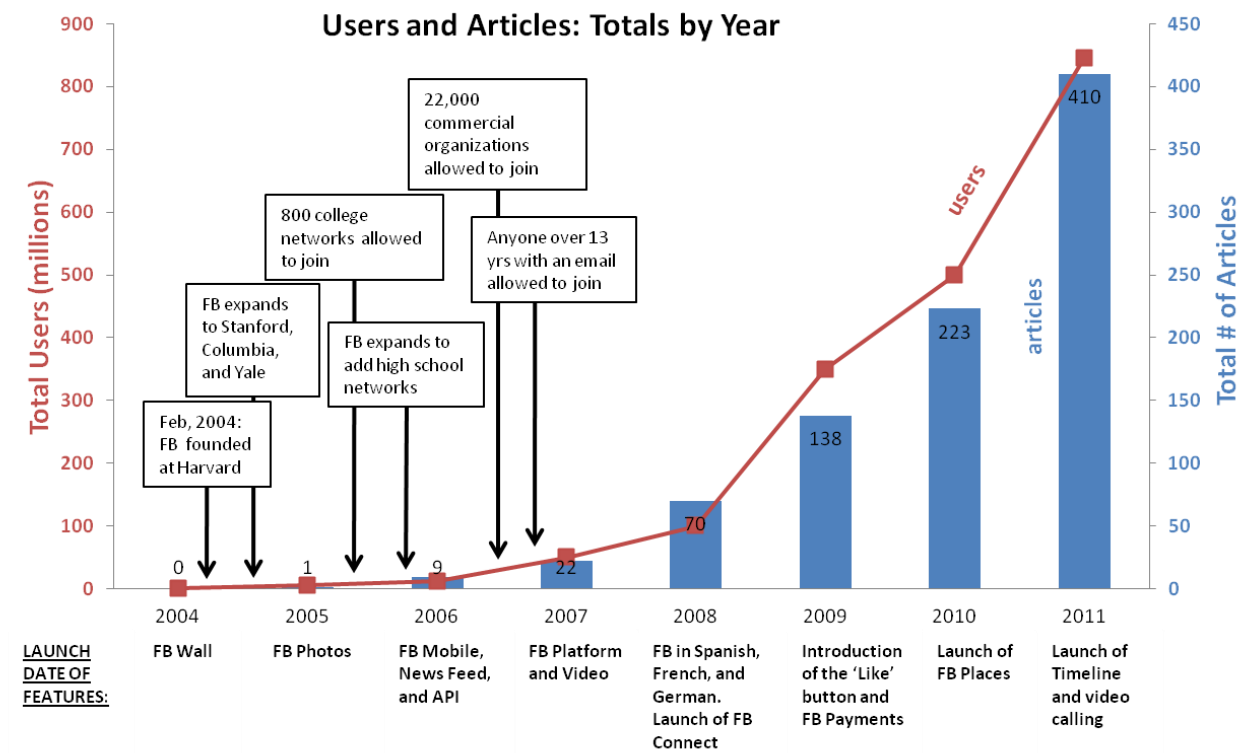 Users and Articles: Totals by Year
Total Users (millions)
900
800
700
600
500
400
300
200
100
0
Total # of Articles
450
400
350
300
250
200
150
100
50
0
Feb, 2004:
FB founded
at Harvard
FB expands
to Stanford,
Columbia,
and Yale
800 college
networks allowed
to join
FB expands to
add high school
networks
22,000
commercial
organizations
allowed to join
Anyone over 13
yrs with an email
allowed to join
users
articles
0
1
9
22
70
138
223
410
2004
2005
2006
2007
2008
2009
2010
2011
LAUNCH
DATE OF
FEATURES:
FB Wall
FB Photos
FB Mobile,
News Feed,
and API
FB Platform
and Video
FB in Spanish,
French, and
German.
Launch of FB
Connect
Introduction
of the ‘Like’
button and
FB Payments
Launch of
FB Places
Launch of
Timeline
and video
calling